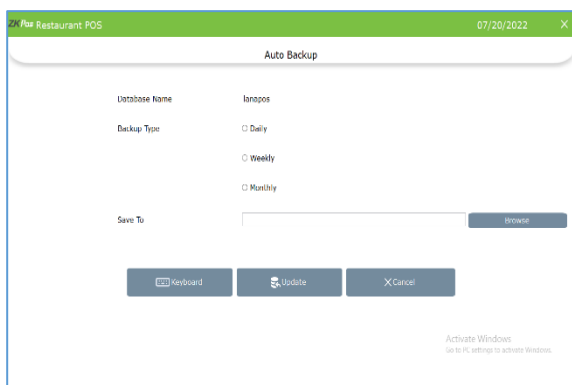 ZKPos Restaurant POS 07/20/2022 X
Auto Backup
Database Name lanapos
Backup Type Daily
Weekly
Monthly
Save To Browse
Keyboard Update Cancel
Activate Windows
Go to PC settings to activate Windows.